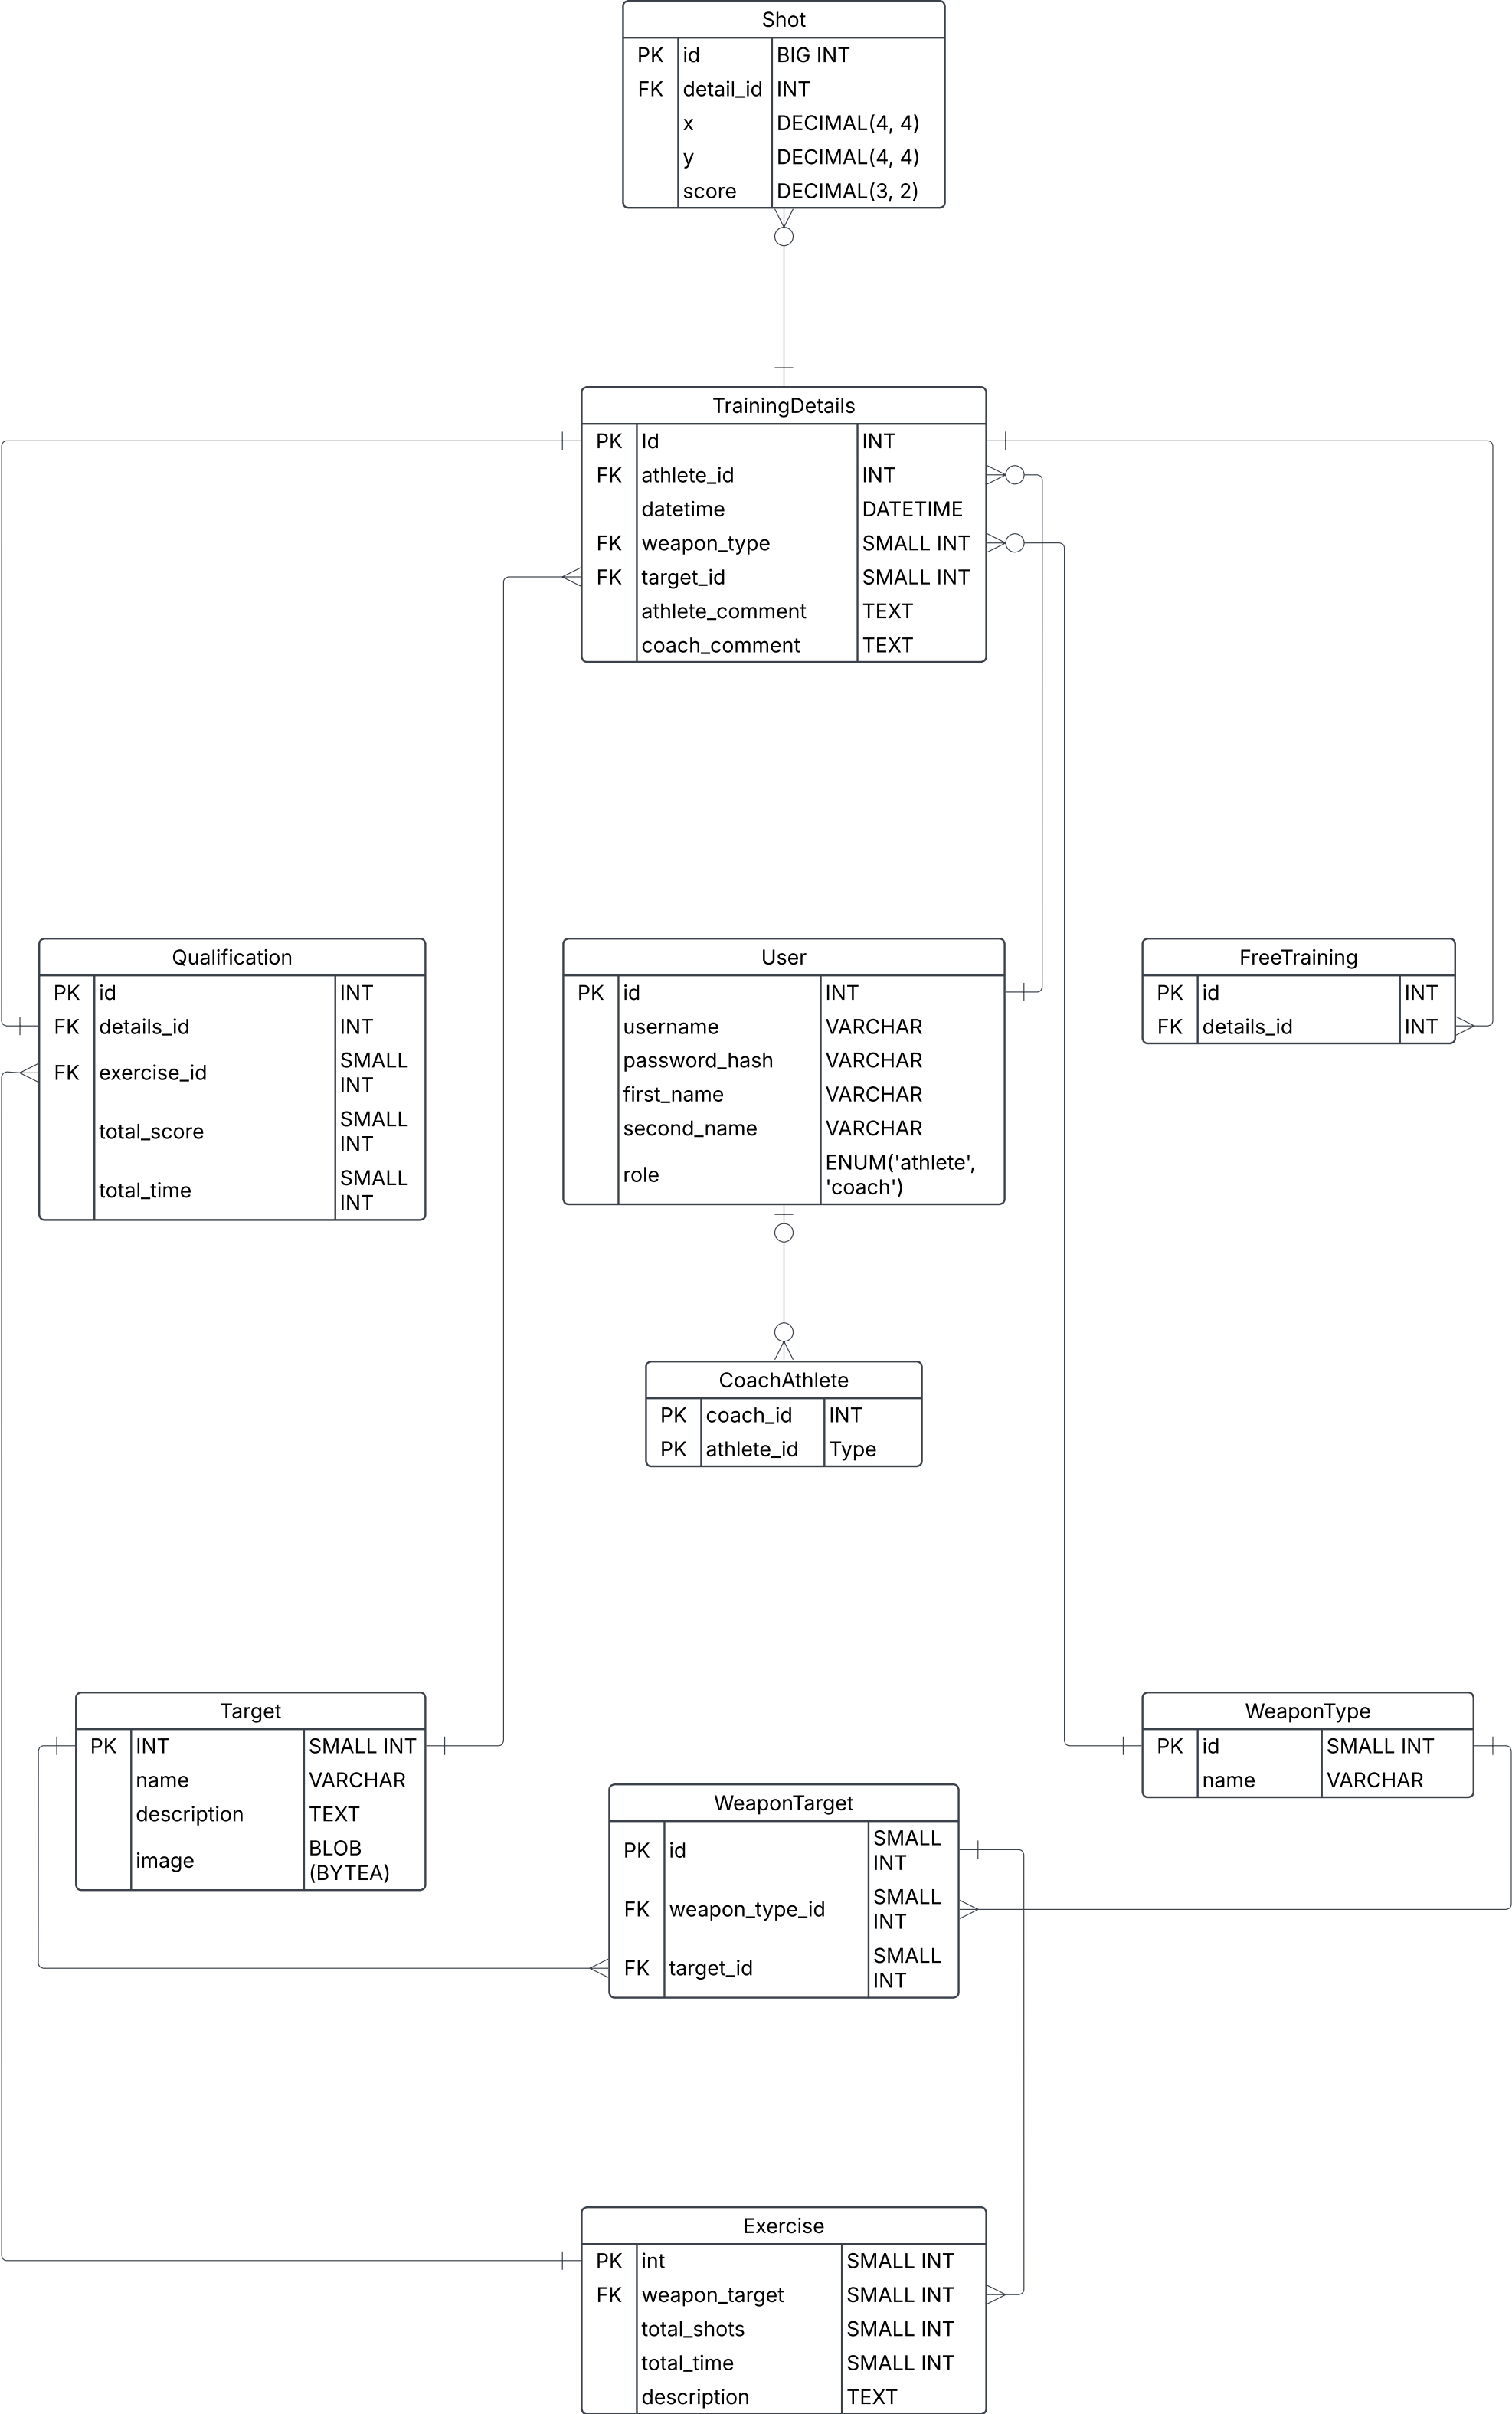 Shot
PK id BIG INT
FK detail_id INT
x DECIMAL(4, 4)
y DECIMAL(4, 4)
score DECIMAL(3, 2)
TrainingDetails
PK Id INT
FK athlete_id INT
datetime DATETIME
FK weapon_type SMALL INT
FK target_id SMALL INT
athlete_comment TEXT
coach_comment TEXT
Qualification
PK id INT
FK details_id INT
FK exercise_id SMALL
INT
total_score SMALL
INT
total_time SMALL
INT
User
PK id INT
username VARCHAR
password_hash VARCHAR
first_name VARCHAR
second_name VARCHAR
role ENUM('athlete',
'coach')
FreeTraining
PK id INT
FK details_id INT
CoachAthlete
PK coach_id INT
PK athlete_id Type
Target
PK INT SMALL INT
name VARCHAR
description TEXT
image BLOB
(BYTEA)
WeaponType
PK id SMALL INT
name VARCHAR
WeaponTarget
PK id SMALL
INT
FK weapon_type_id SMALL
INT
FK target_id SMALL
INT
Exercise
PK int SMALL INT
FK weapon_target SMALL INT
total_shots SMALL INT
total_time SMALL INT
description TEXT